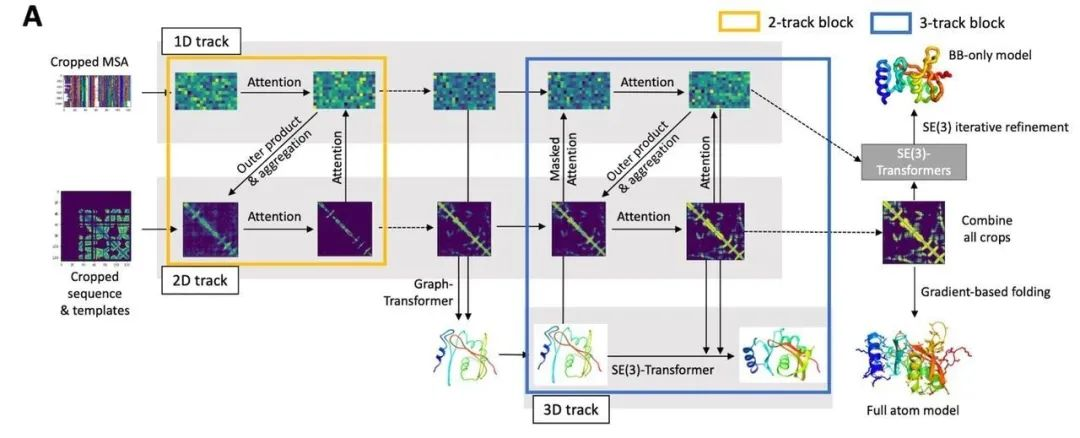 A
2-track block
3-track block
1D track
Cropped MSA
Attention
Attention
BB-only model
Outer product
& aggregation
Attention
Masked
Attention
Outer product
& aggregation
Attention
SE(3) iterative refinement
SE(3)-
Transformers
Attention
Attention
Combine
all crops
Cropped
sequence
& templates
2D track
Graph-
Transformer
Gradient-based folding
SE(3)-Transformer
3D track
Full atom model